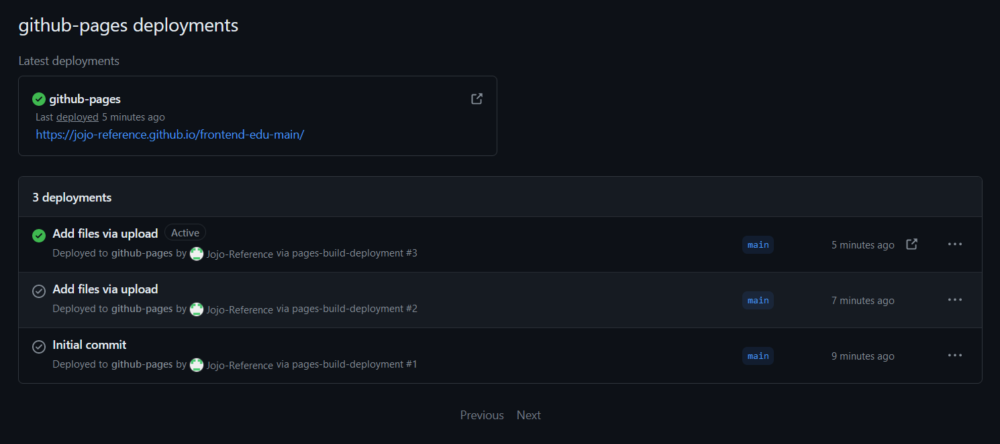 github-pages deployments
Latest deployments
github-pages
Last deployed 5 minutes ago
https://jojo-reference.github.io/frontend-edu-main/
3 deployments
Add files via upload Active
Deployed to github-pages by Jojo-Reference via pages-build-deployment #3
main 5 minutes ago
Add files via upload
Deployed to github-pages by Jojo-Reference via pages-build-deployment #2
main 7 minutes ago
Initial commit
Deployed to github-pages by Jojo-Reference via pages-build-deployment #1
main 9 minutes ago
Previous Next